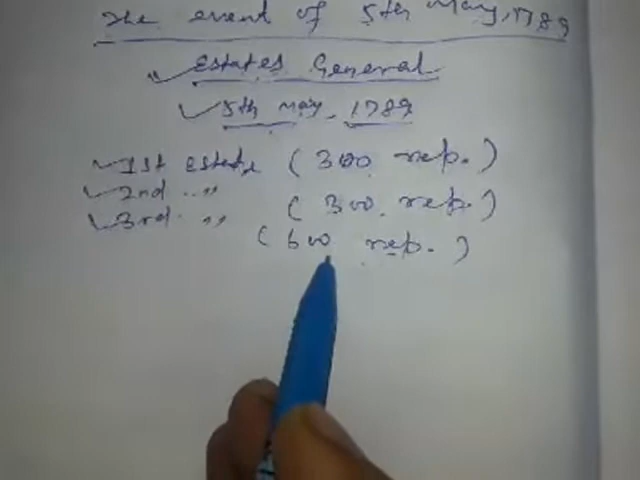 The event of 5th May, 1789
Estates General
5th May, 1789
1st estate (300 rep.)
2nd .. " (300. rep.)
3rd. " (600 rep.)